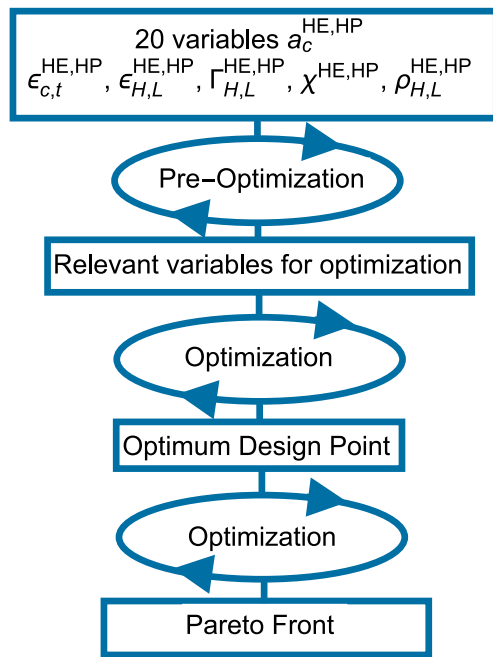 20 variables a_c^{HE,HP}
ϵ_{c,t}^{HE,HP}, ϵ_{H,L}^{HE,HP}, Γ_{H,L}^{HE,HP}, χ^{HE,HP}, ρ_{H,L}^{HE,HP}
Pre−Optimization
Relevant variables for optimization
Optimization
Optimum Design Point
Optimization
Pareto Front